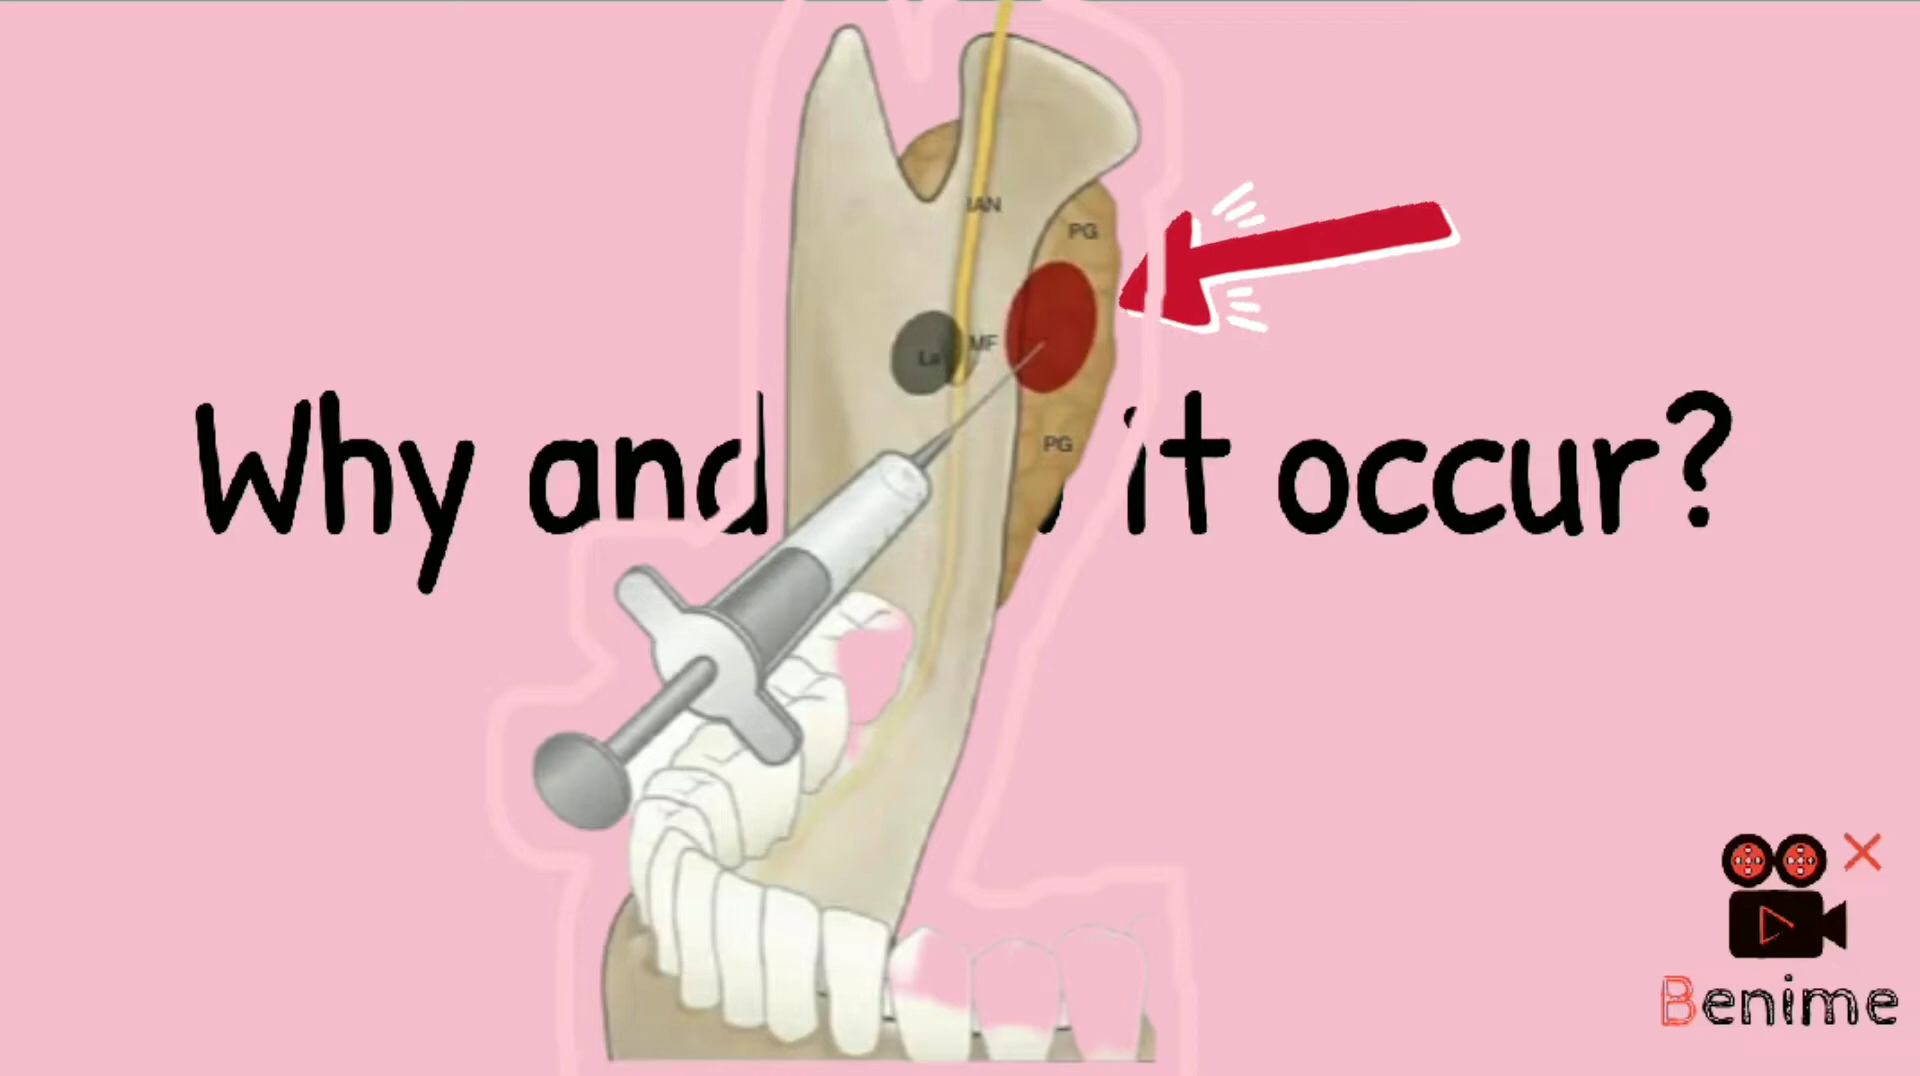 IAN
PG
La
MF
Why and it occur?
PG
Benime